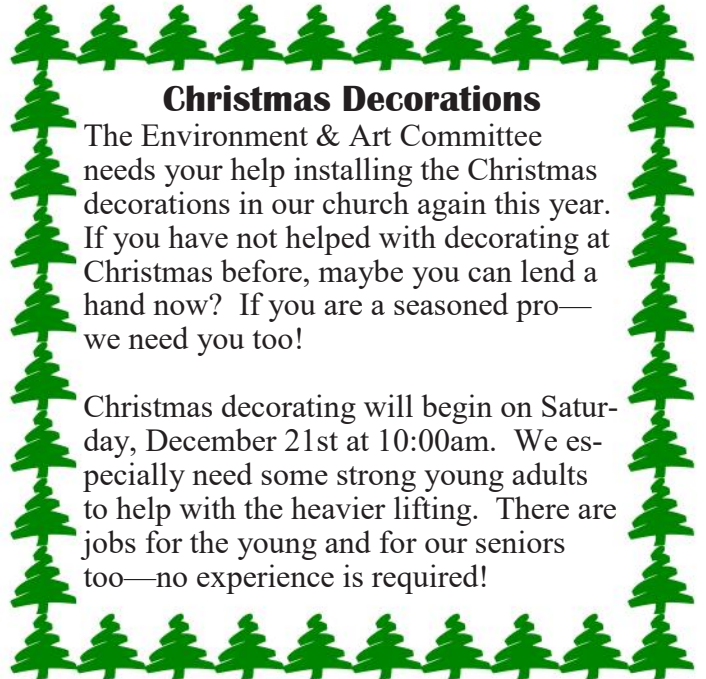 Christmas Decorations
The Environment & Art Committee
needs your help installing the Christmas
decorations in our church again this year.
If you have not helped with decorating at
Christmas before, maybe you can lend a
hand now?  If you are a seasoned pro—
we need you too!

Christmas decorating will begin on Satur-
day, December 21st at 10:00am.  We es-
pecially need some strong young adults
to help with the heavier lifting.  There are
jobs for the young and for our seniors
too—no experience is required!